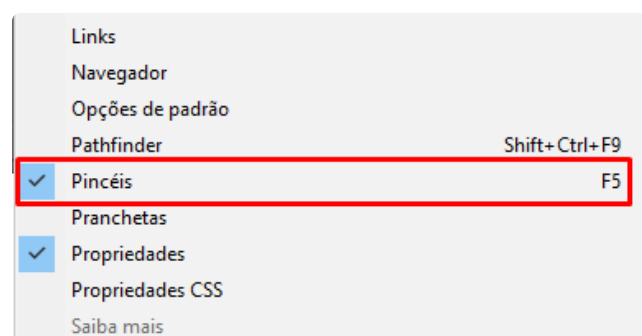 Links
Navegador
Opções de padrão
Pathfinder Shift+Ctrl+F9
Pincéis F5
Pranchetas
Propriedades
Propriedades CSS
Saiba mais